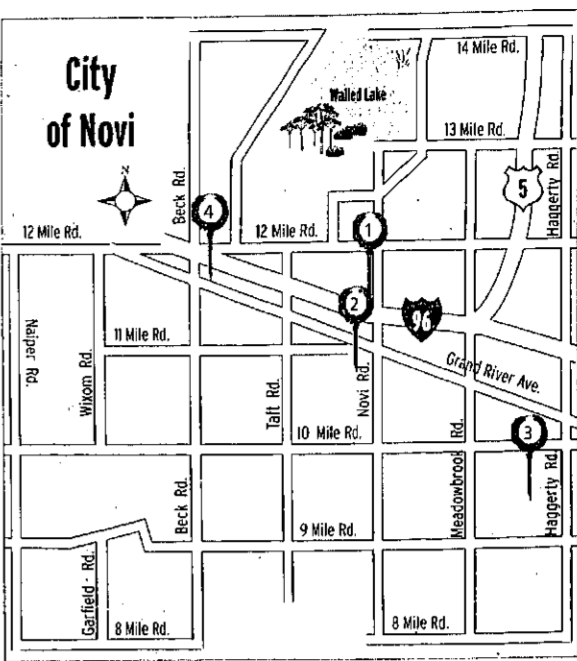 City
of Novi
N
14 Mile Rd.
Walled Lake
13 Mile Rd.
Haggerty Rd.
5
Beck Rd.
4
12 Mile Rd.
12 Mile Rd.
1
2
96
11 Mile Rd.
Naiper Rd.
Wixom Rd.
Taft Rd.
Novi Rd.
Grand River Ave.
10 Mile Rd.
3
Meadowbrook Rd.
Haggerty Rd.
Beck Rd.
9 Mile Rd.
Garfield - Rd.
8 Mile Rd.
8 Mile Rd.